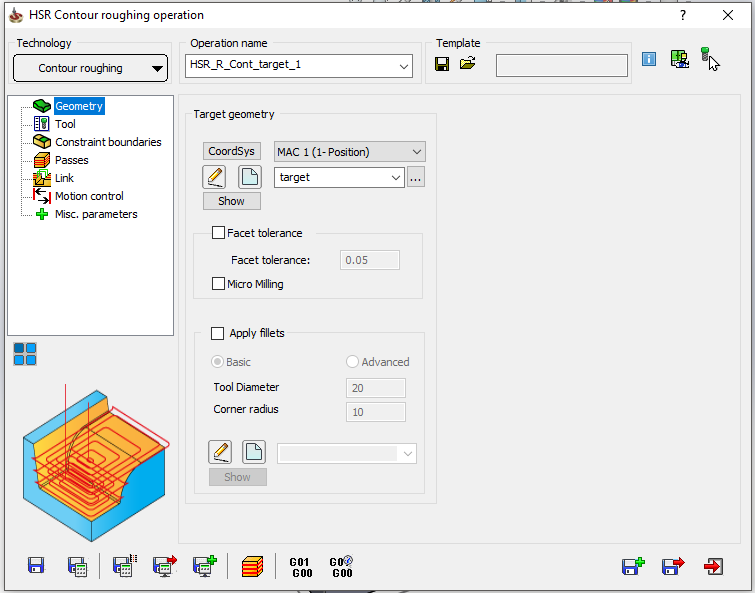 HSR Contour roughing operation
?
Technology
Operation name
Template
Contour roughing
HSR_R_Cont_target_1
Geometry
Tool
Constraint boundaries
Passes
Link
Motion control
Misc. parameters
Target geometry
CoordSys
MAC 1 (1- Position)
target
...
Show
Facet tolerance
Facet tolerance:
0.05
Micro Milling
Apply fillets
Basic
Advanced
Tool Diameter
20
Corner radius
10
Show
G01
G00
G0
G00